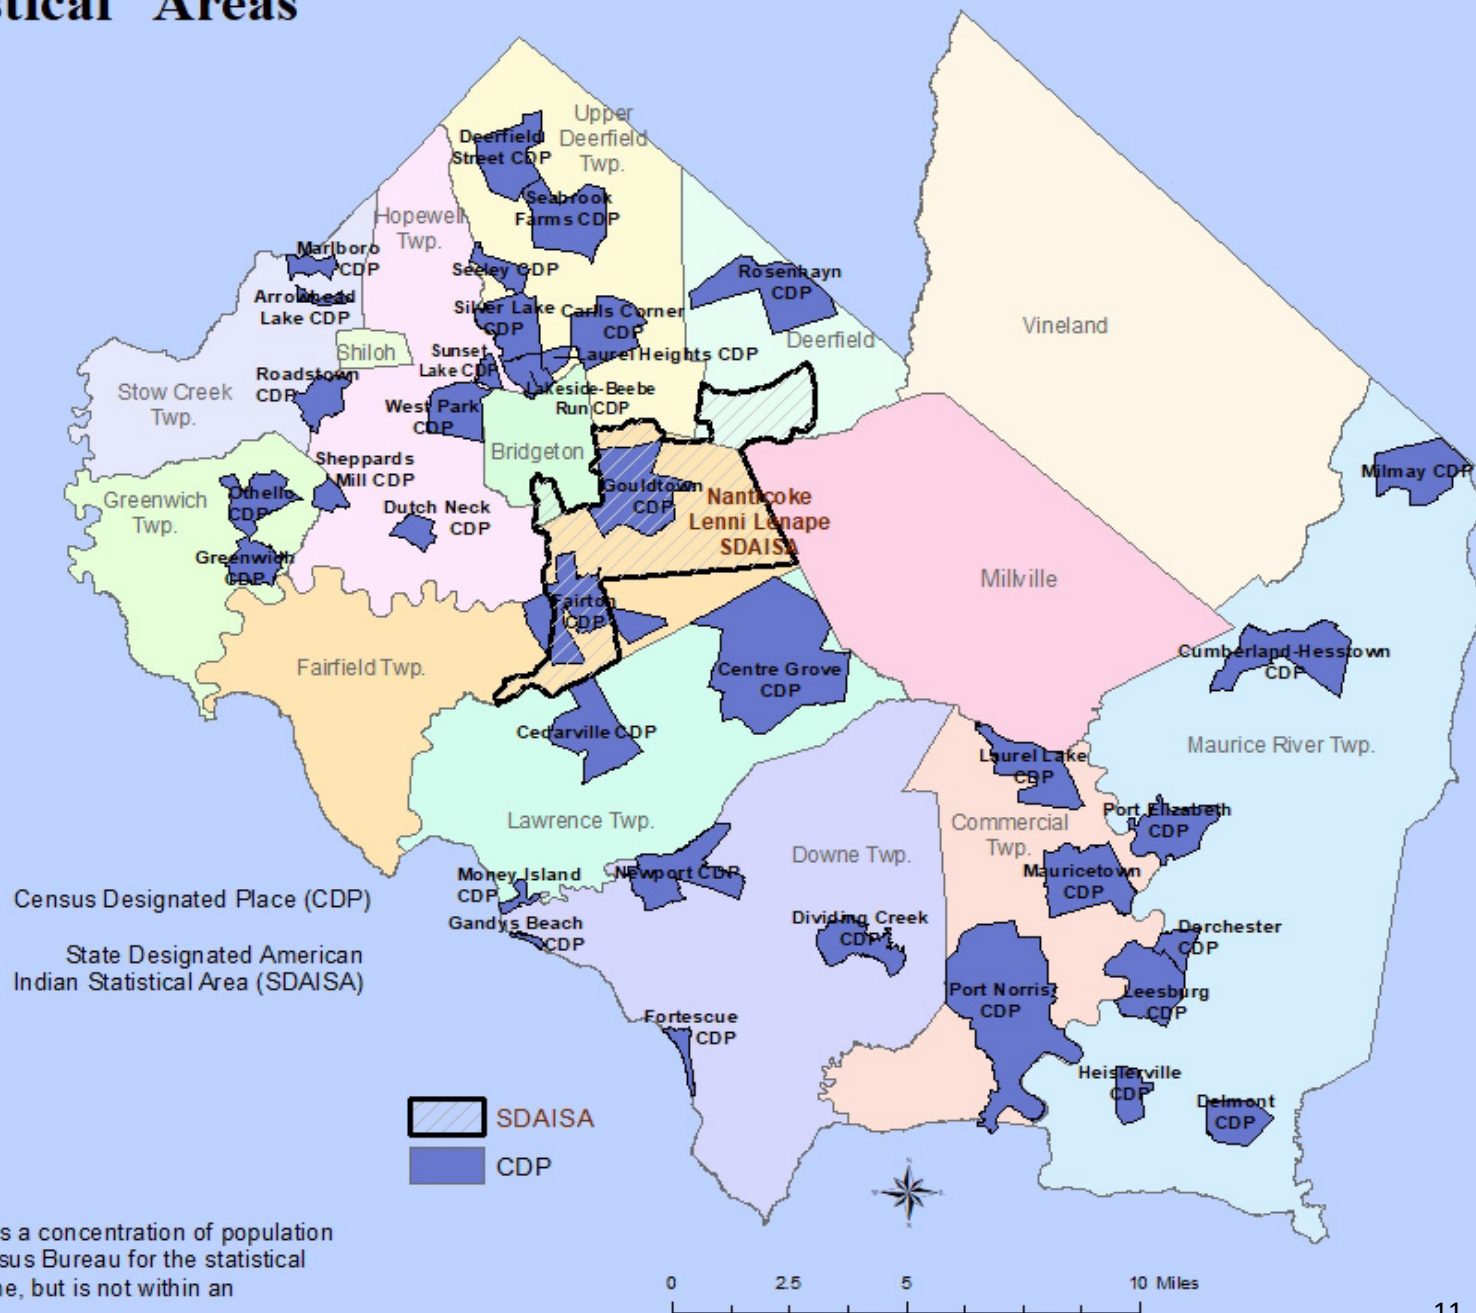 stical Areas
Upper
Deerfield
Twp.
Deerfield
Street CDP
Seabrook
Farms CDP
Hopewell
Twp.
Marlboro
CDP
Seeley CDP
Rosenhayn
CDP
Arrowhead
Lake CDP
Silver Lake
CDP
Carlls Corner
CDP
Vineland
Deerfield
Shiloh
Sunset
Lake CDP
Laurel Heights CDP
Roadstown
CDP
Lakeside-Beebe
Run CDP
Stow Creek
Twp.
West Park
CDP
Bridgeton
Sheppards
Mill CDP
Milmay CDP
Greenwich
Twp.
Othello
CDP
Dutch Neck
CDP
Gouldtown
CDP
Nanticoke
Lenni Lenape
SDAISA
Greenwich
CDP
Millville
Fairton
CDP
Fairfield Twp.
Centre Grove
CDP
Cumberland-Hesstown
CDP
Cedarville CDP
Maurice River Twp.
Laurel Lake
CDP
Lawrence Twp.
Commercial
Twp.
Port Elizabeth
CDP
Downe Twp.
Money Island
CDP
Newport CDP
Mauricetown
CDP
Census Designated Place (CDP)
Gandys Beach
CDP
Dividing Creek
CDP
Dorchester
CDP
State Designated American
Indian Statistical Area (SDAISA)
Port Norris
CDP
Leesburg
CDP
Fortescue
CDP
Heislerville
CDP
Delmont
CDP
SDAISA
CDP
s a concentration of population
sus Bureau for the statistical
ne, but is not within an
0 2.5 5 10 Miles
11